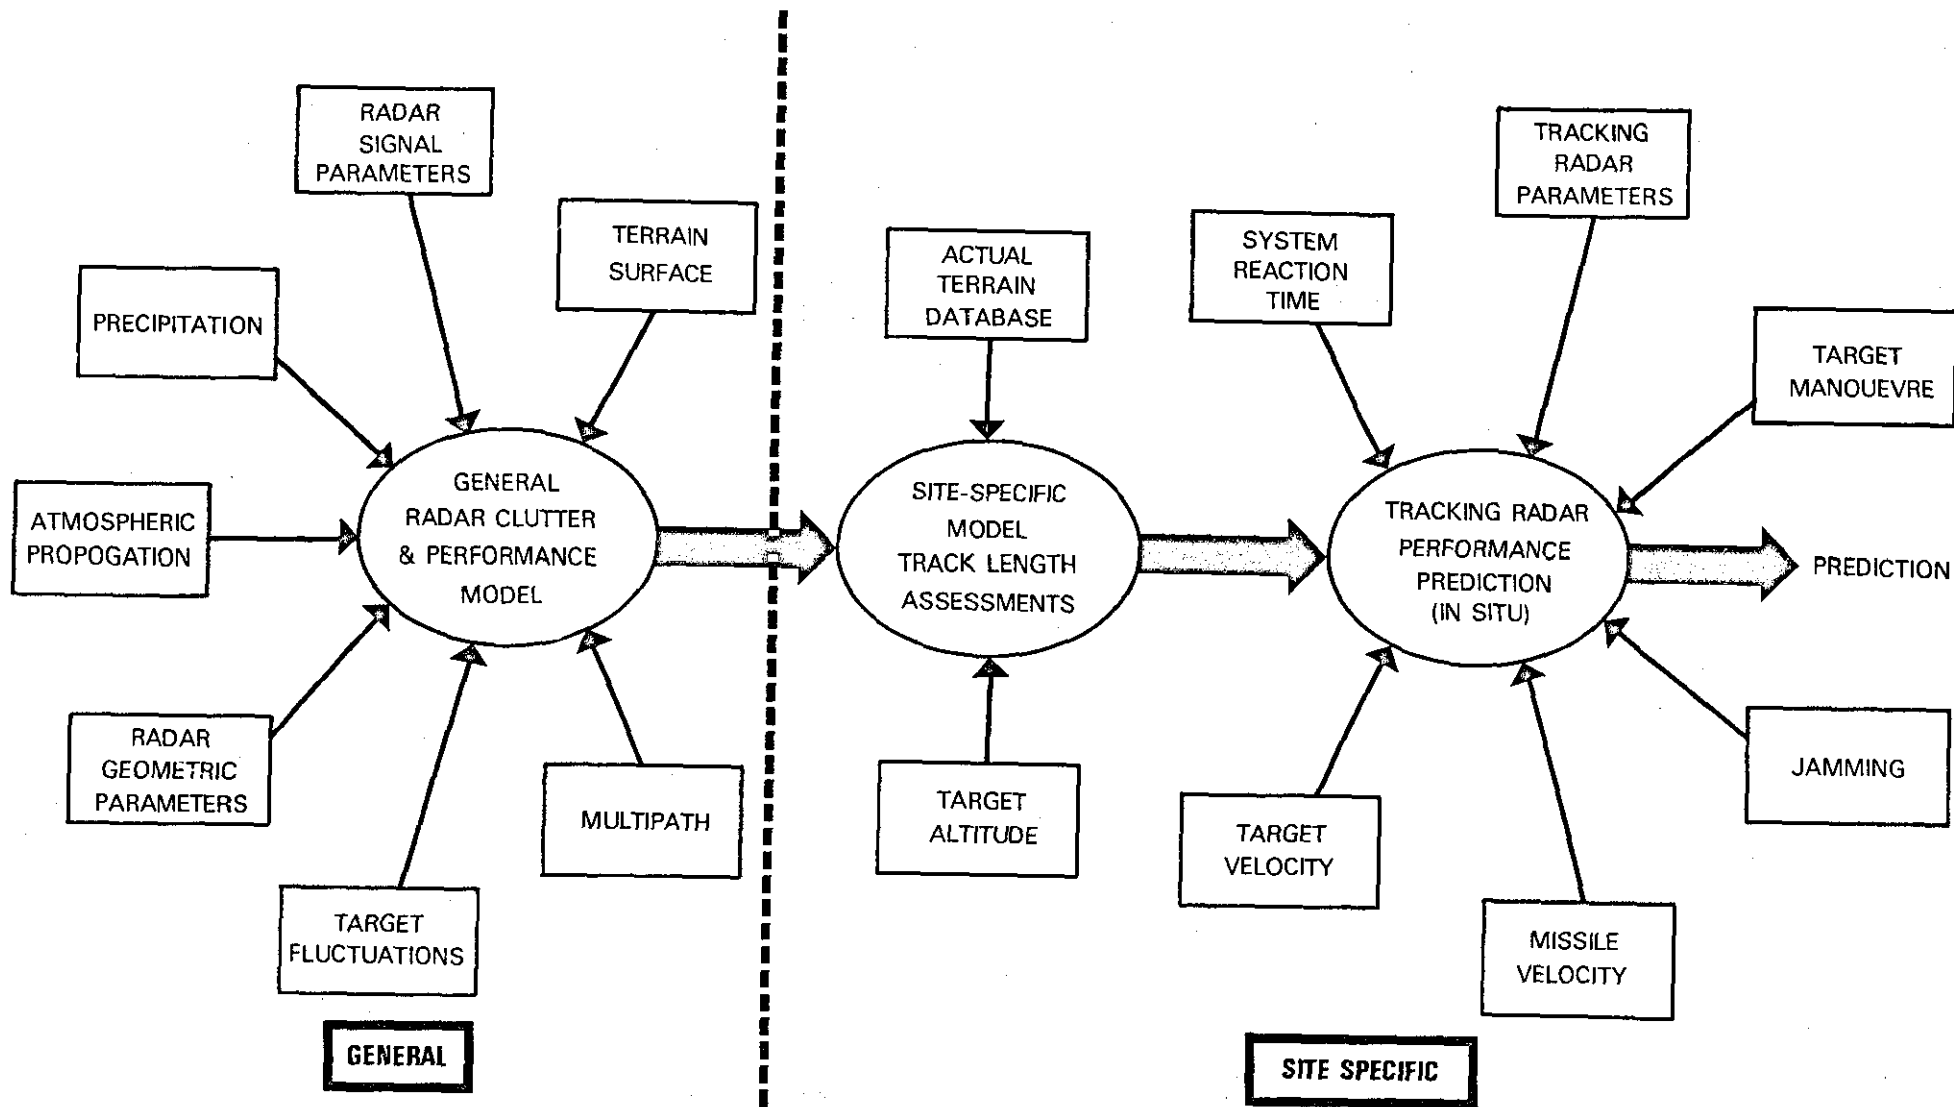 RADAR
SIGNAL
PARAMETERS
TERRAIN
SURFACE
PRECIPITATION
ATMOSPHERIC
PROPOGATION
GENERAL
RADAR CLUTTER
& PERFORMANCE
MODEL
RADAR
GEOMETRIC
PARAMETERS
TARGET
FLUCTUATIONS
MULTIPATH
GENERAL
ACTUAL
TERRAIN
DATABASE
SITE-SPECIFIC
MODEL
TRACK LENGTH
ASSESSMENTS
TARGET
ALTITUDE
SYSTEM
REACTION
TIME
TRACKING
RADAR
PARAMETERS
TARGET
MANOUEVRE
TRACKING RADAR
PERFORMANCE
PREDICTION
(IN SITU)
PREDICTION
TARGET
VELOCITY
MISSILE
VELOCITY
JAMMING
SITE SPECIFIC